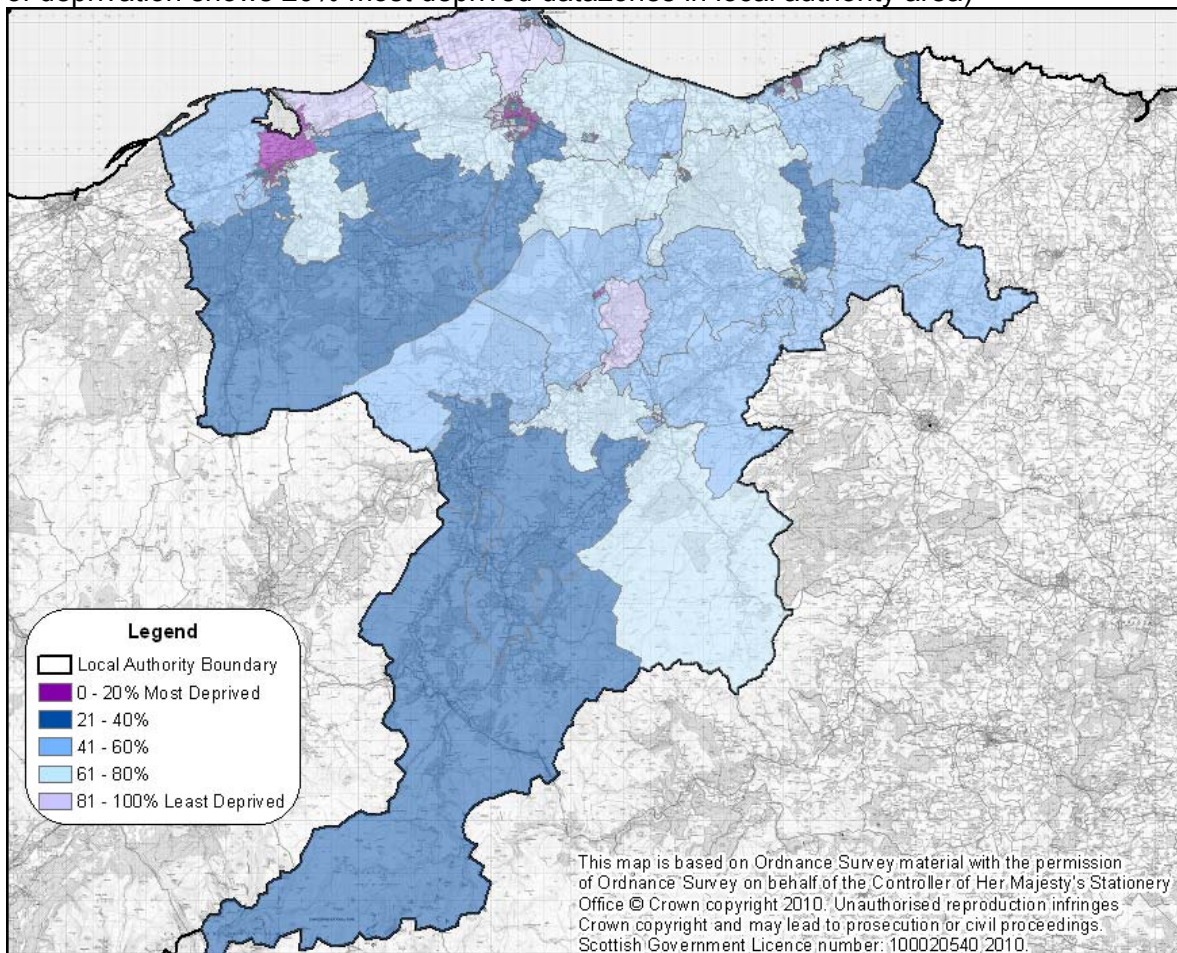 of deprivation shows 20% most deprived datazones in local authority area)
Legend
Local Authority Boundary
0 - 20% Most Deprived
21 - 40%
41 - 60%
61 - 80%
81 - 100% Least Deprived
This map is based on Ordnance Survey material with the permission
of Ordnance Survey on behalf of the Controller of Her Majesty's Stationery
Office © Crown copyright 2010. Unauthorised reproduction infringes
Crown copyright and may lead to prosecution or civil proceedings.
Scottish Government Licence number: 100020540 2010.